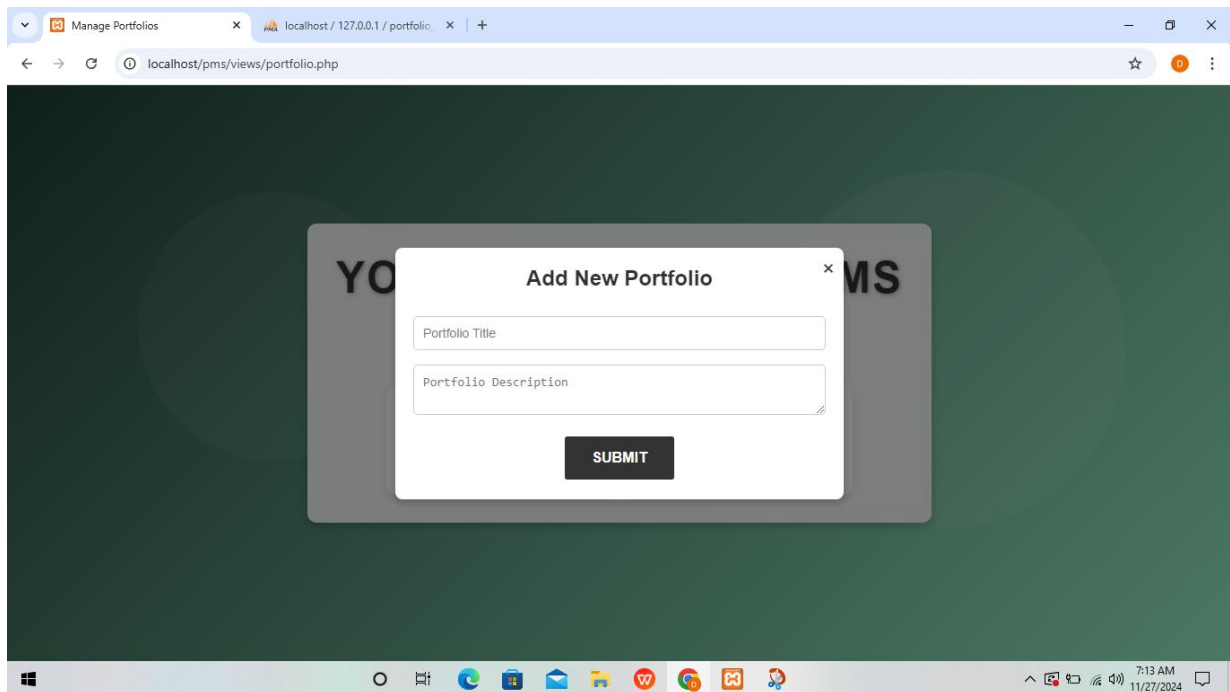 Manage Portfolios
localhost / 127.0.0.1 / portfolio_
localhost/pms/views/portfolio.php
D
YO
MS
Add New Portfolio
Portfolio Title
Portfolio Description
SUBMIT
7:13 AM
11/27/2024